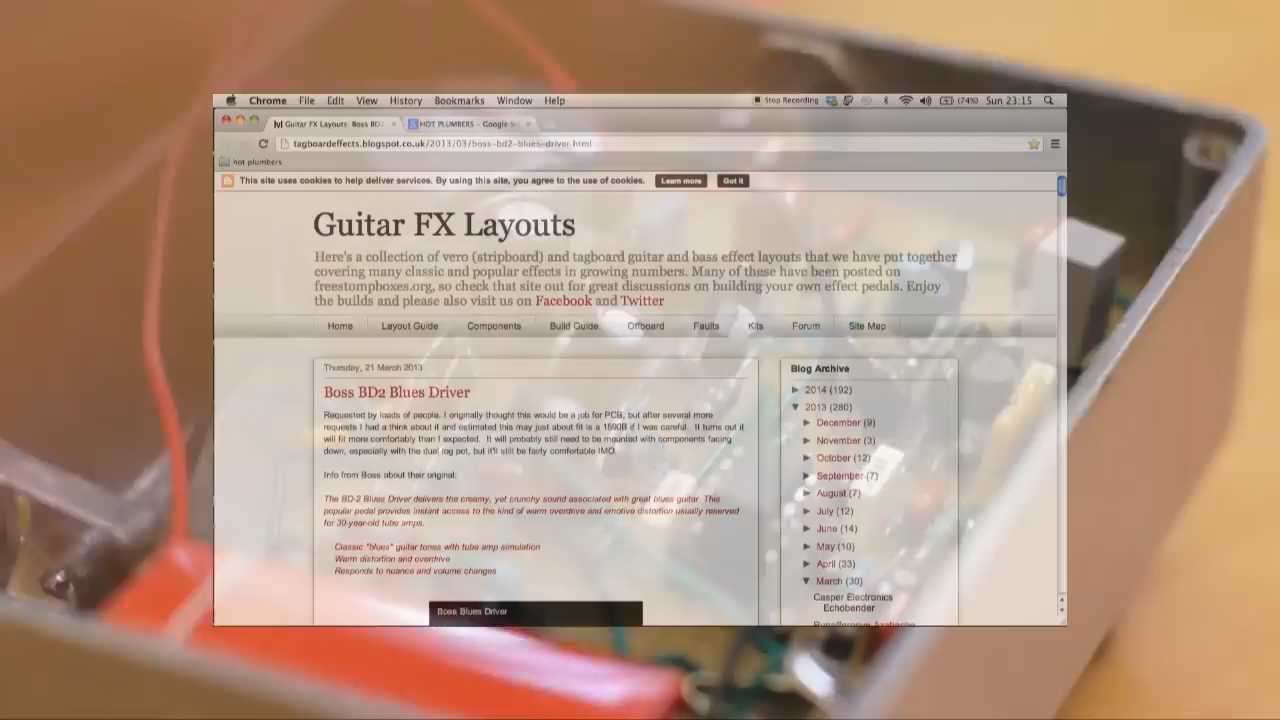 Chrome File Edit View History Bookmarks Window Help Stop Recording (74%) Sun 23:15
Guitar FX Layouts: Boss BD2 HOT PLUMBERS - Google
tagboardeffects.blogspot.co.uk/2013/03/boss-bd2-blues-driver.html
hot plumbers
This site uses cookies to help deliver services. By using this site, you agree to the use of cookies. Learn more Got it
Guitar FX Layouts
Here's a collection of vero (stripboard) and tagboard guitar and bass effect layouts that we have put together
covering many classic and popular effects in growing numbers. Many of these have been posted on
freestompboxes.org, so check that site out for great discussions on building your own effect pedals. Enjoy
the builds and please also visit us on Facebook and Twitter
Home Layout Guide Components Build Guide Offboard Faults Kits Forum Site Map
Thursday, 21 March 2013
Boss BD2 Blues Driver
Requested by loads of people. I originally thought this would be a job for PCB, but after several more
requests I had a think about it and estimated this may just about fit is a 1590B if I was careful. It turns out it
will fit more comfortably than I expected. It will probably still need to be mounted with components facing
down, especially with the dual log pot, but it'll still be fairly comfortable IMO.
Info from Boss about their original:
The BD-2 Blues Driver delivers the creamy, yet crunchy sound associated with great blues guitar. This
popular pedal provides instant access to the kind of warm overdrive and emotive distortion usually reserved
for 30-year-old tube amps.
Classic "blues" guitar tones with tube amp simulation
Warm distortion and overdrive
Responds to nuance and volume changes
Boss Blues Driver
Blog Archive
► 2014 (192)
▼ 2013 (280)
► December (9)
► November (3)
► October (12)
► September (7)
► August (7)
► July (12)
► June (14)
► May (10)
► April (33)
▼ March (30)
Casper Electronics
Echobender